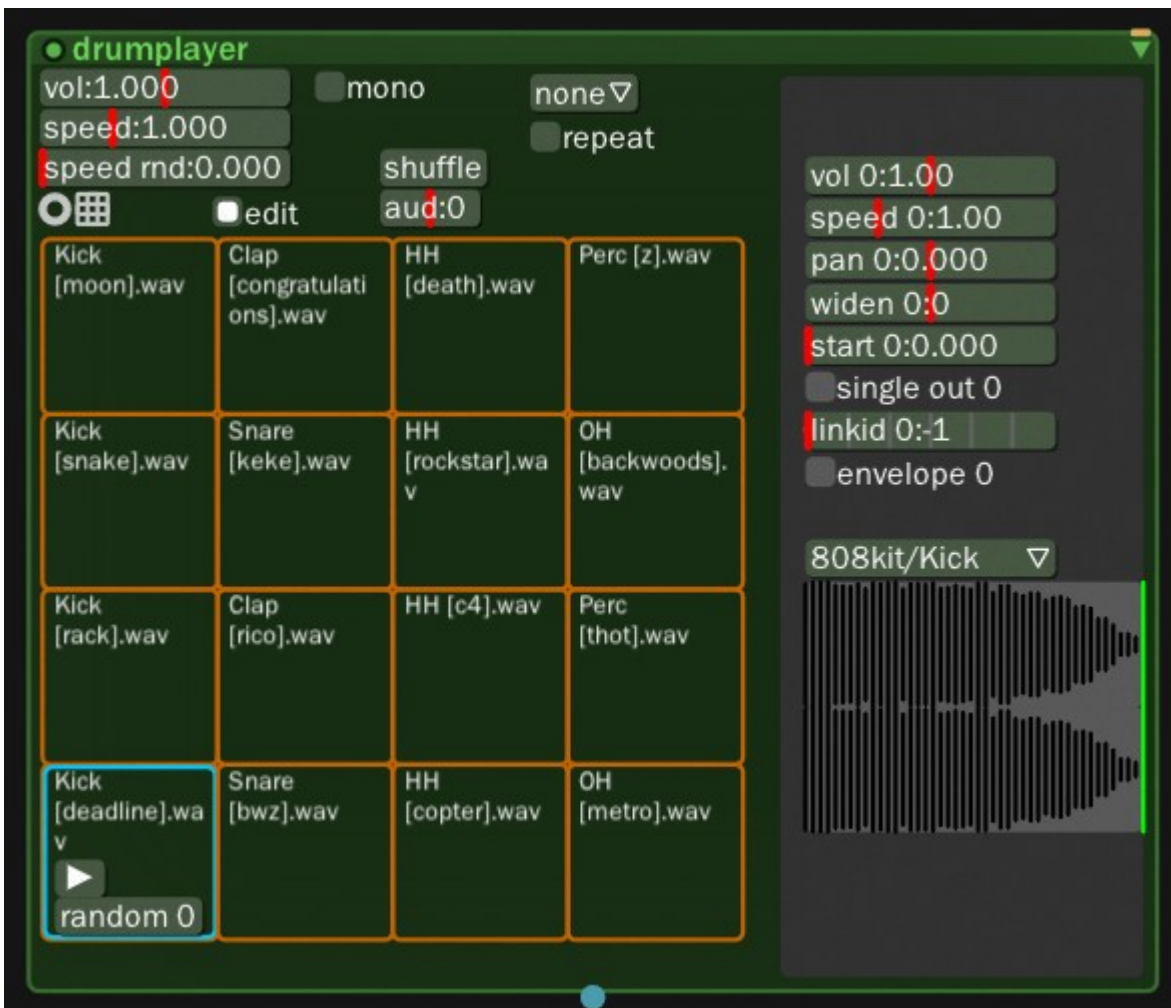 drumplayer
vol:1.000
mono
none
speed:1.000
repeat
speed rnd:0.000
shuffle
edit
aud:0
Kick
[moon].wav
Clap
[congratulati
ons].wav
HH
[death].wav
Perc [z].wav
Kick
[snake].wav
Snare
[keke].wav
HH
[rockstar].wa
v
OH
[backwoods].
wav
Kick
[rack].wav
Clap
[rico].wav
HH [c4].wav
Perc
[thot].wav
Kick
[deadline].wa
v
random 0
Snare
[bwz].wav
HH
[copter].wav
OH
[metro].wav
vol 0:1.00
speed 0:1.00
pan 0:0.000
widen 0:0
start 0:0.000
single out 0
linkid 0:-1
envelope 0
808kit/Kick